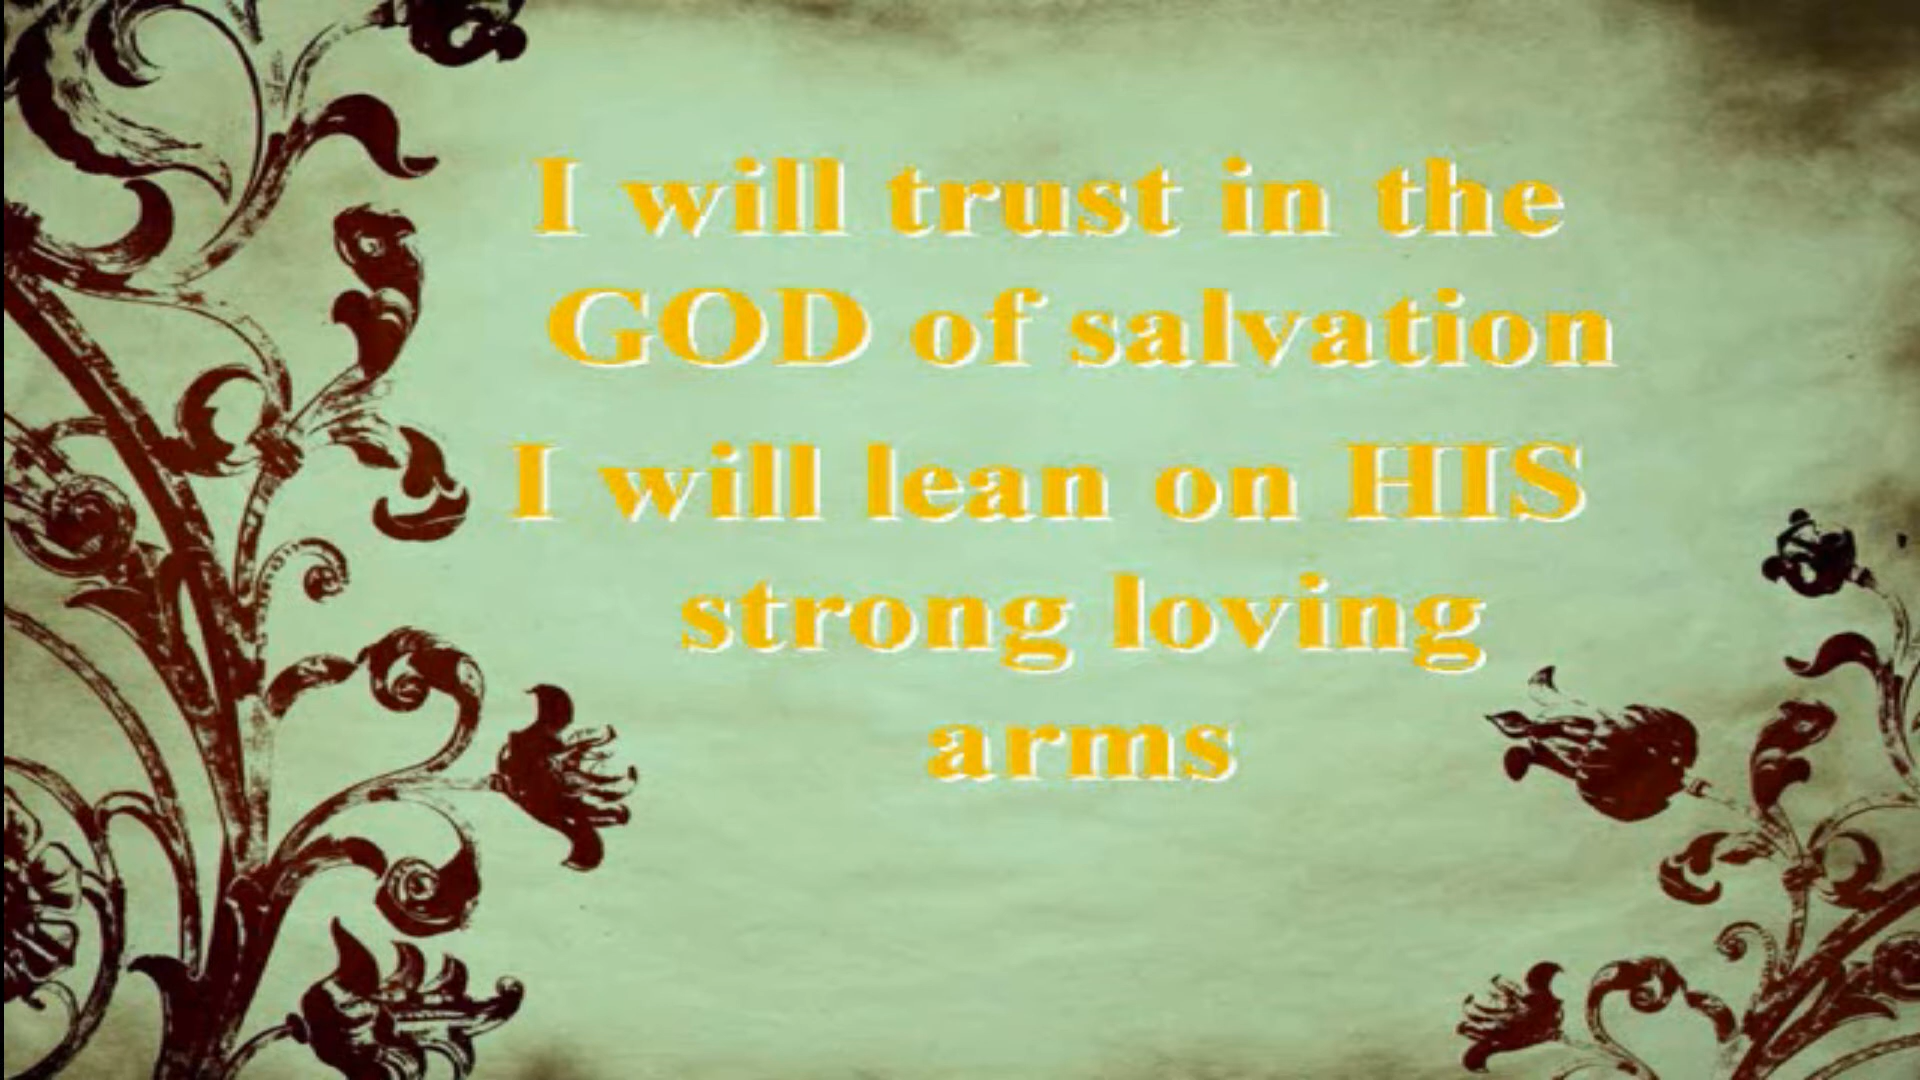 I will trust in the
GOD of salvation
I will lean on HIS
strong loving
arms